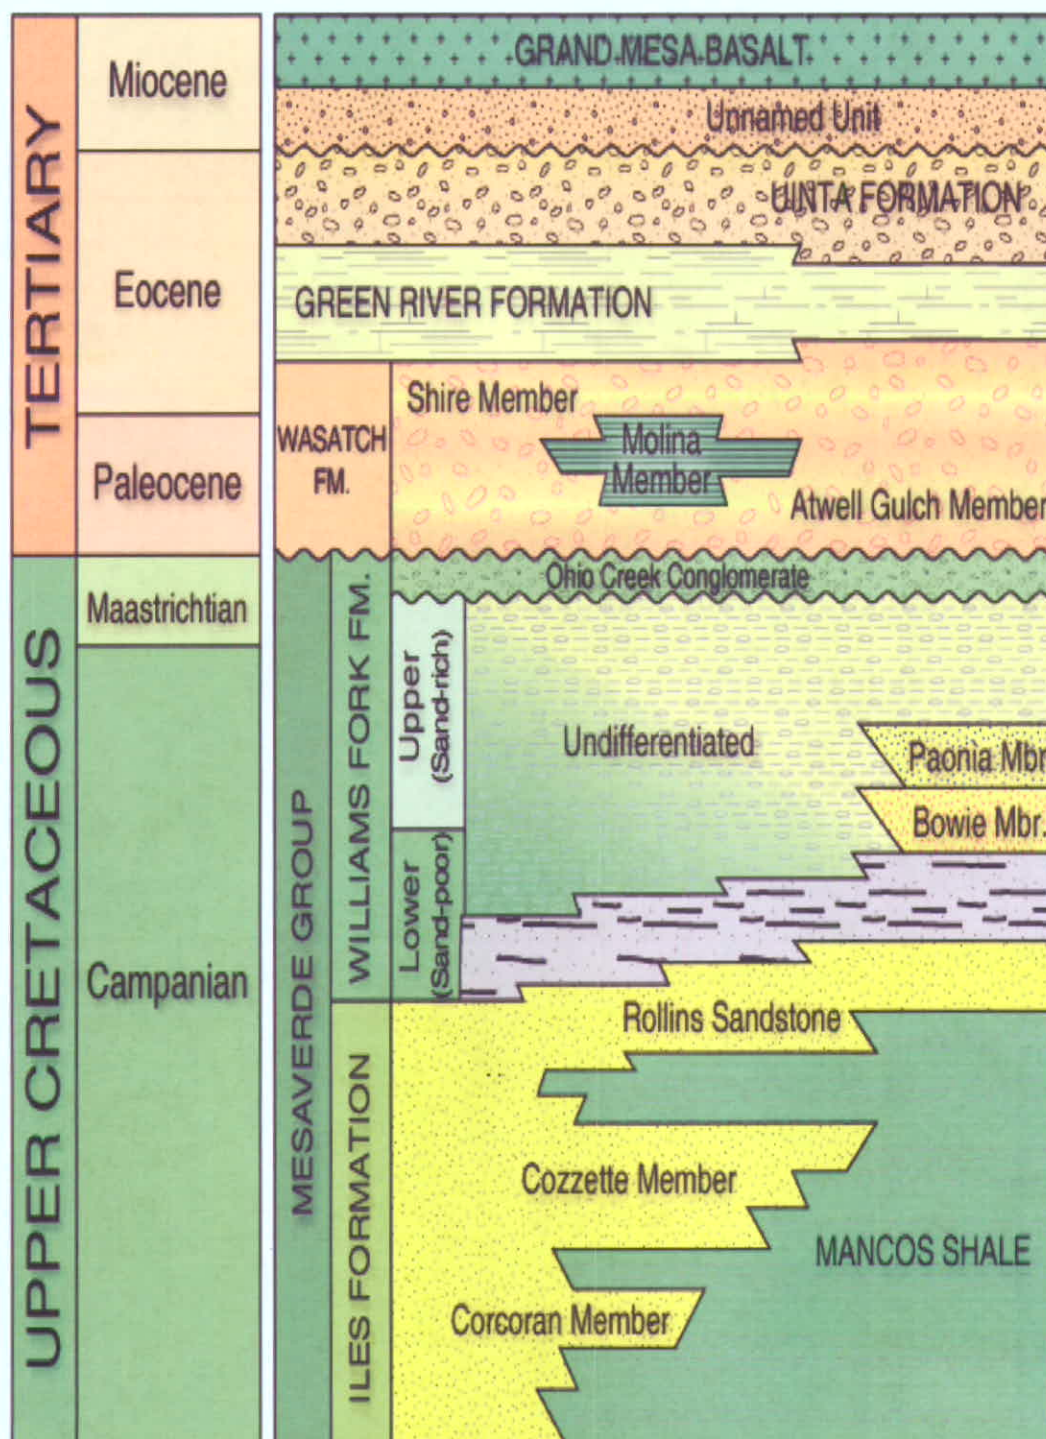 TERTIARY
Miocene
Eocene
Paleocene
UPPER CRETACEOUS
Maastrichtian
Campanian
GRAND MESA BASALT
Unnamed Unit
UINTA FORMATION
GREEN RIVER FORMATION
WASATCH
FM.
Shire Member
Molina
Member
Atwell Gulch Member
MESAVERDE GROUP
WILLIAMS FORK FM.
Ohio Creek Conglomerate
Upper
(Sand-rich)
Lower
(Sand-poor)
Undifferentiated
Paonia Mbr
Bowie Mbr.
ILES FORMATION
Rollins Sandstone
Cozzette Member
MANCOS SHALE
Corcoran Member